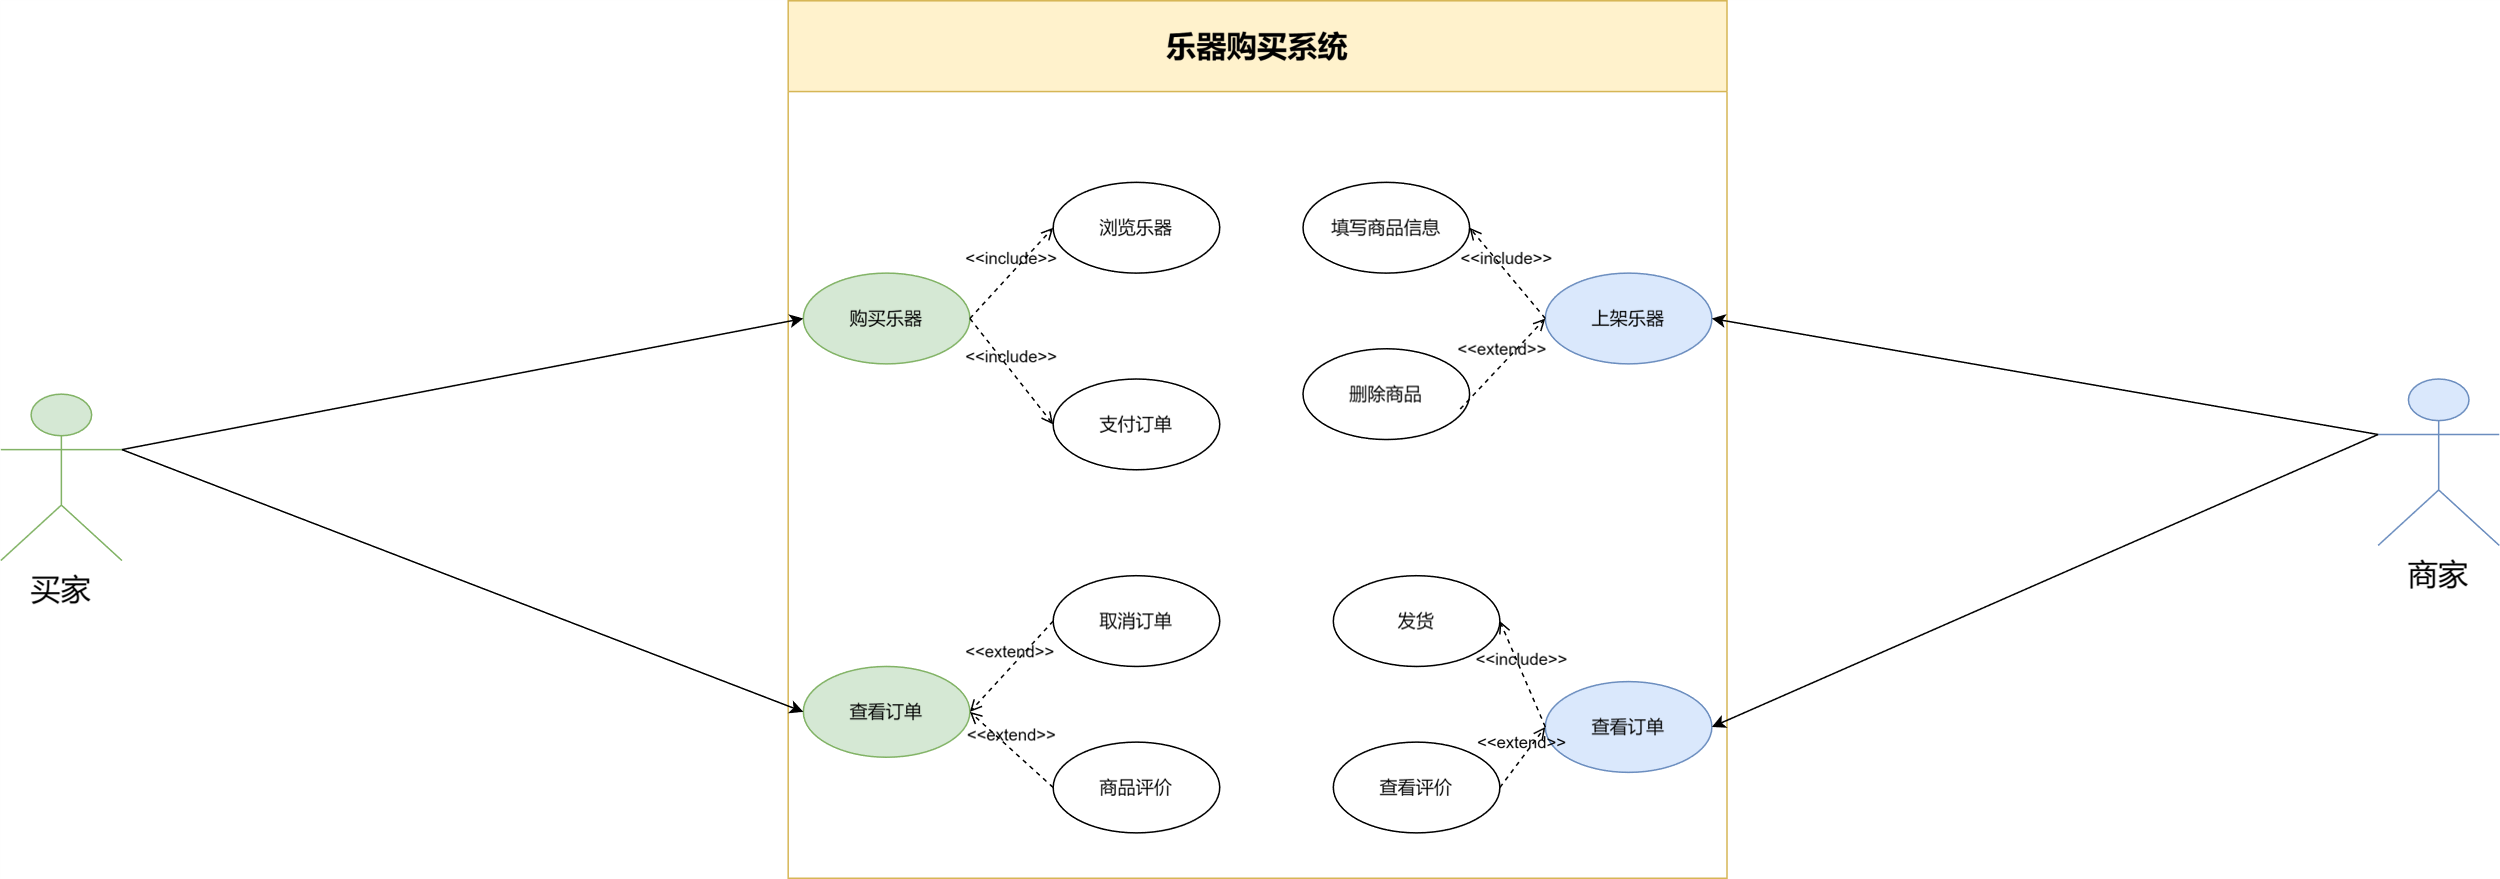 乐器购买系统
浏览乐器
填写商品信息
<<include>>
<<include>>
购买乐器
上架乐器
<<include>>
<<extend>>
删除商品
支付订单
买家
商家
取消订单
发货
<<extend>>
<<include>>
查看订单
查看订单
<<extend>>
<<extend>>
商品评价
查看评价